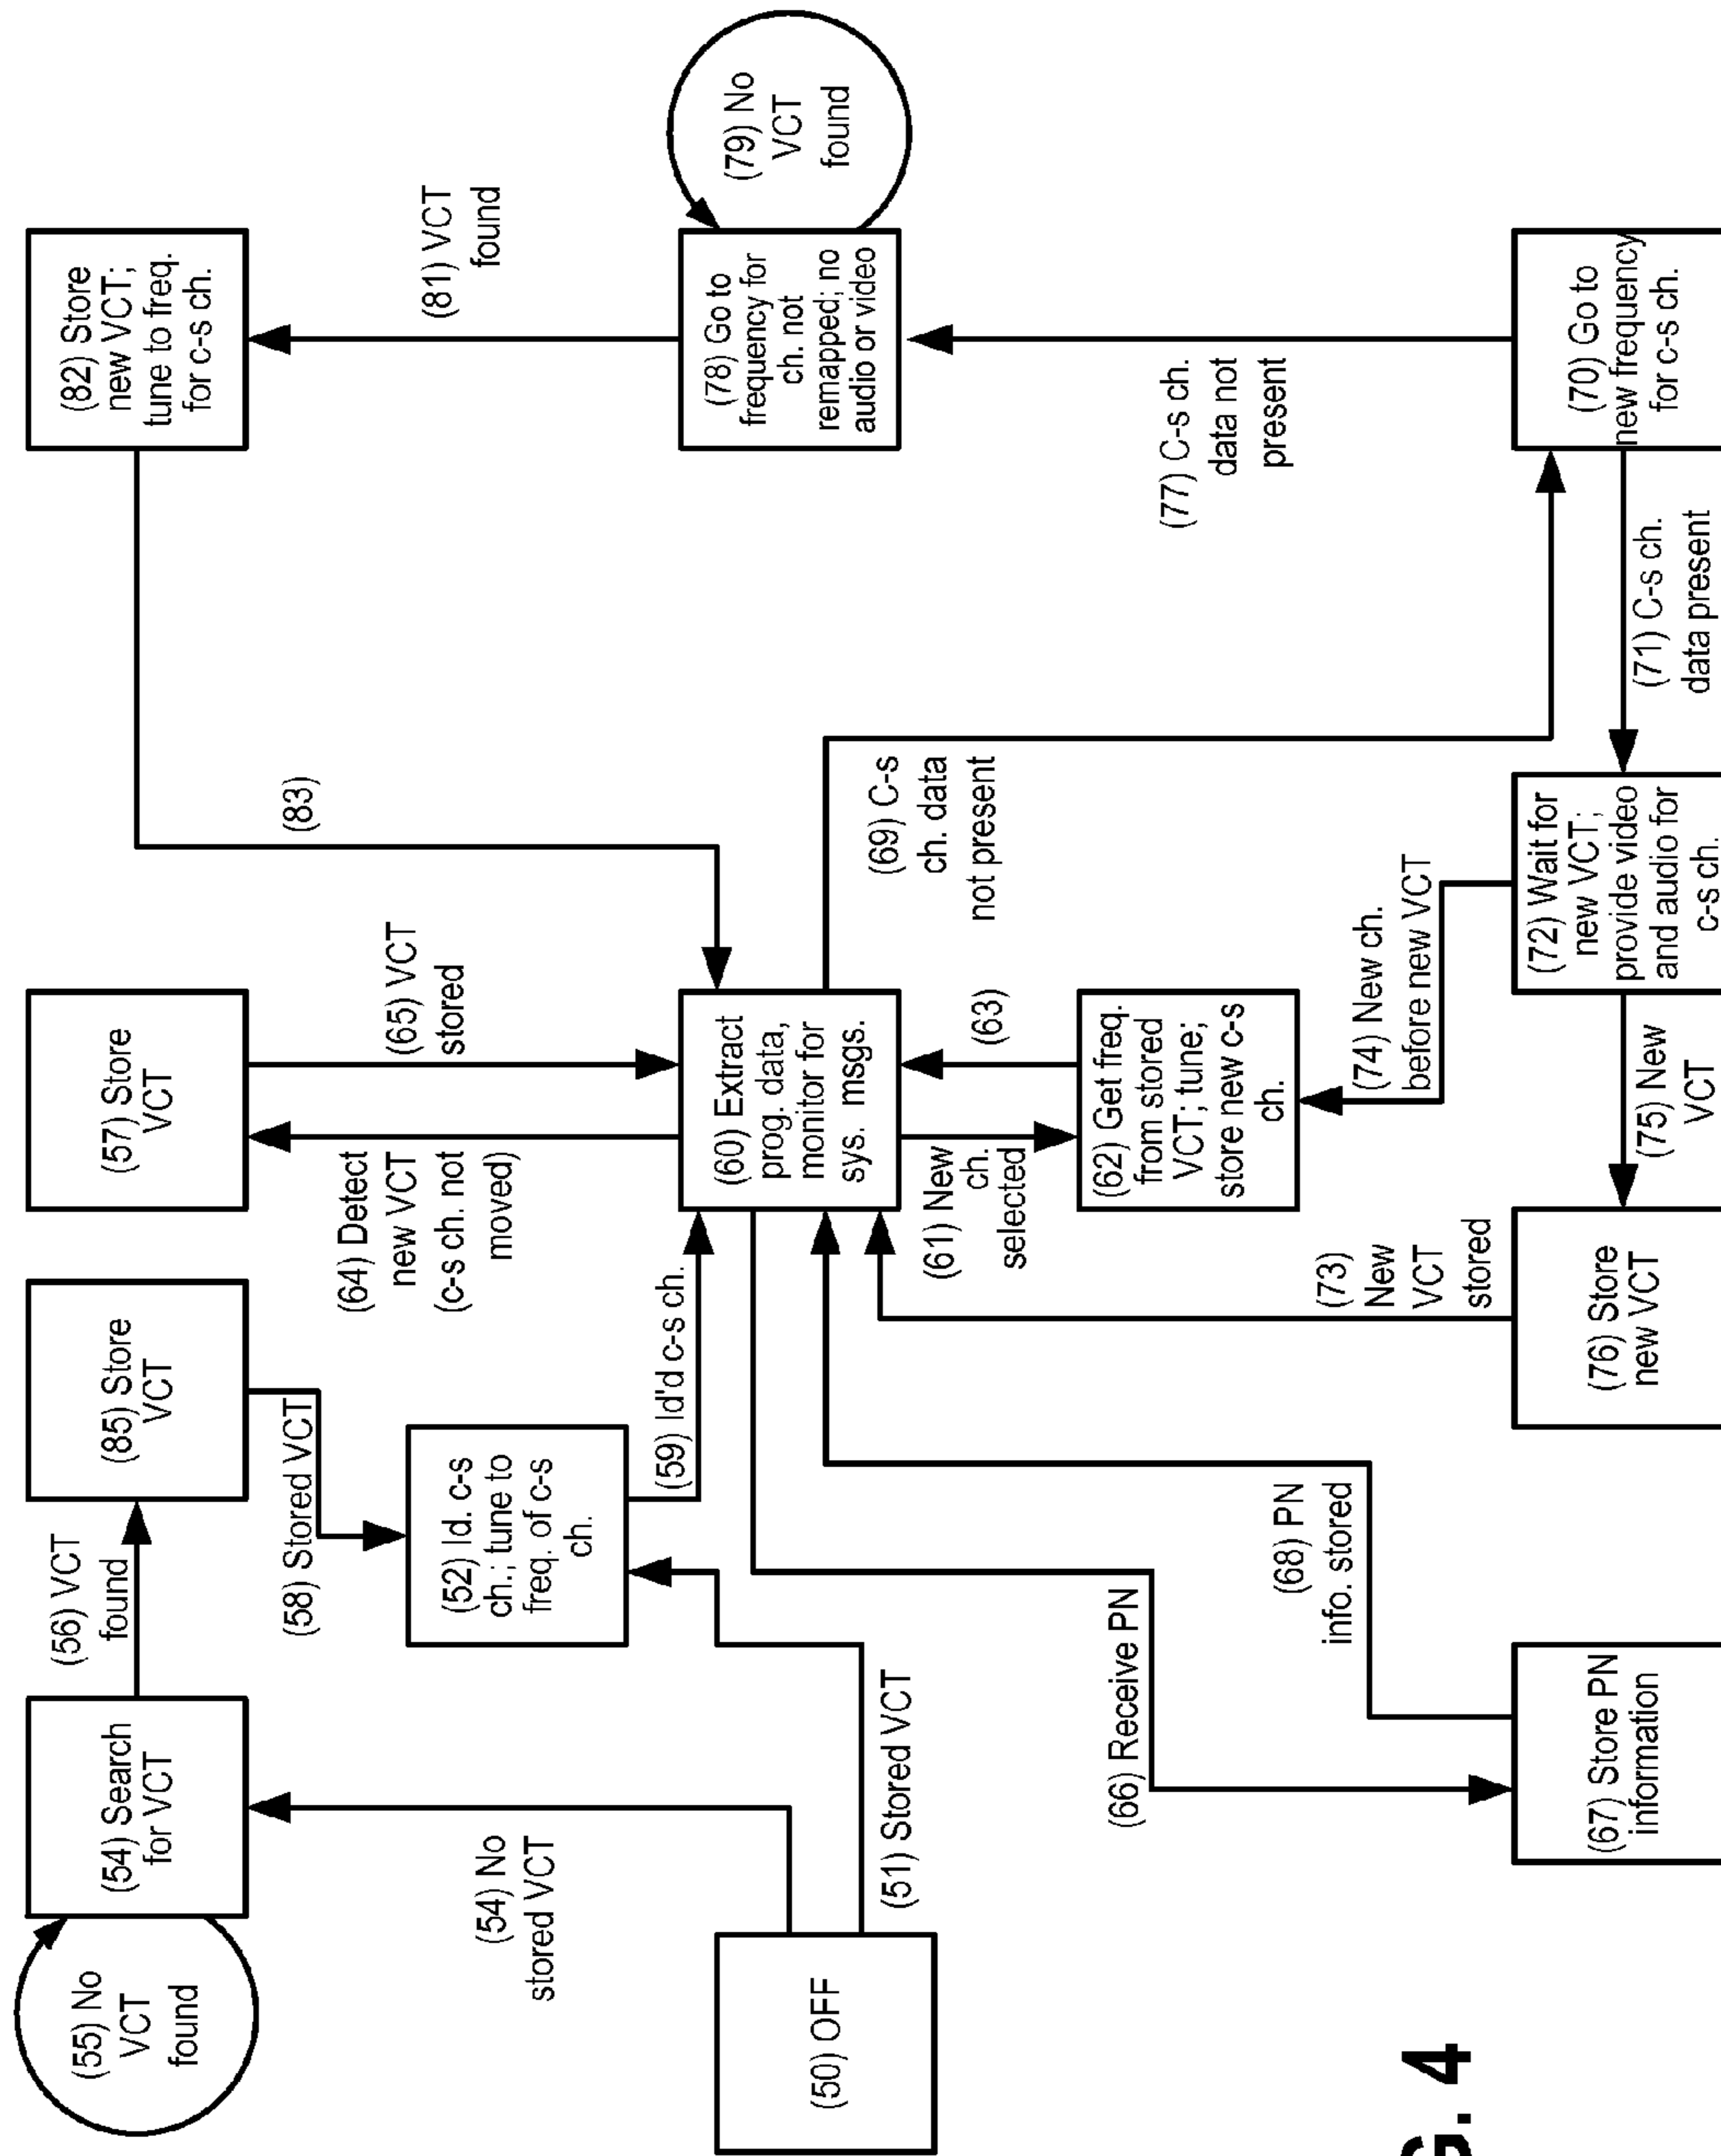 (55) No
VCT
found
(54) Search
for VCT
(56) VCT
found
(85) Store
VCT
(57) Store
VCT
(82) Store
new VCT;
tune to freq.
for c-s ch.
(58) Stored VCT
(54) No
stored VCT
(64) Detect
new VCT
(c-s ch. not
moved)
(65) VCT
stored
(83)
(81) VCT
found
(52) Id. c-s
ch.; tune to
freq. of c-s
ch.
(59) Id'd c-s ch.
(50) OFF
(51) Stored VCT
(60) Extract
prog. data,
monitor for
sys. msgs.
(78) Go to
frequency for
ch. not
remapped; no
audio or video
(79) No
VCT
found
(61) New
ch.
selected
(63)
(69) C-s
ch. data
not present
(66) Receive PN
(68) PN
info. stored
(62) Get freq.
from stored
VCT; tune;
store new c-s
ch.
(77) C-s ch.
data not
present
(73)
New
VCT
stored
(74) New ch.
before new VCT
(67) Store PN
information
(76) Store
new VCT
(75) New
VCT
(72) Wait for
new VCT;
provide video
and audio for
c-s ch.
(71) C-s ch.
data present
(70) Go to
new frequency
for c-s ch.
G. 4